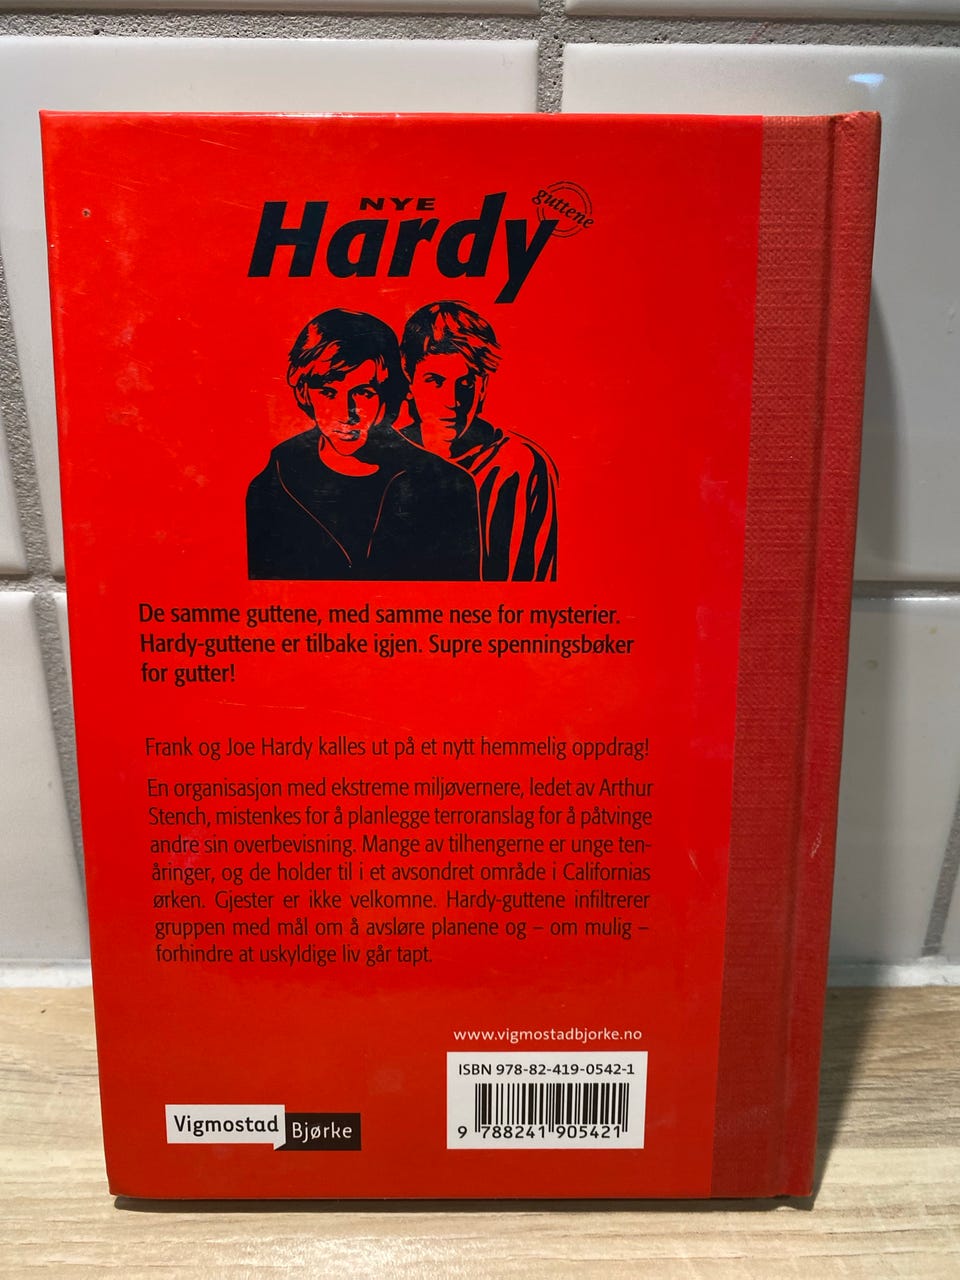 NYE
Hardy
guttene
De samme guttene, med samme nese for mysterier.
Hardy-guttene er tilbake igjen. Supre spenningsbøker
for gutter!
Frank og Joe Hardy kalles ut på et nytt hemmelig oppdrag!
En organisasjon med ekstreme miljøvernere, ledet av Arthur
Stench, mistenkes for å planlegge terroranslag for å påtvinge
andre sin overbevisning. Mange av tilhengerne er unge ten-
åringer, og de holder til i et avsondret område i Californias
ørken. Gjester er ikke velkomne. Hardy-guttene infiltrerer
gruppen med mål om å avsløre planene og – om mulig –
forhindre at uskyldige liv går tapt.
www.vigmostadbjorke.no
ISBN 978-82-419-0542-1
9 788241 905421
Vigmostad
Bjørke